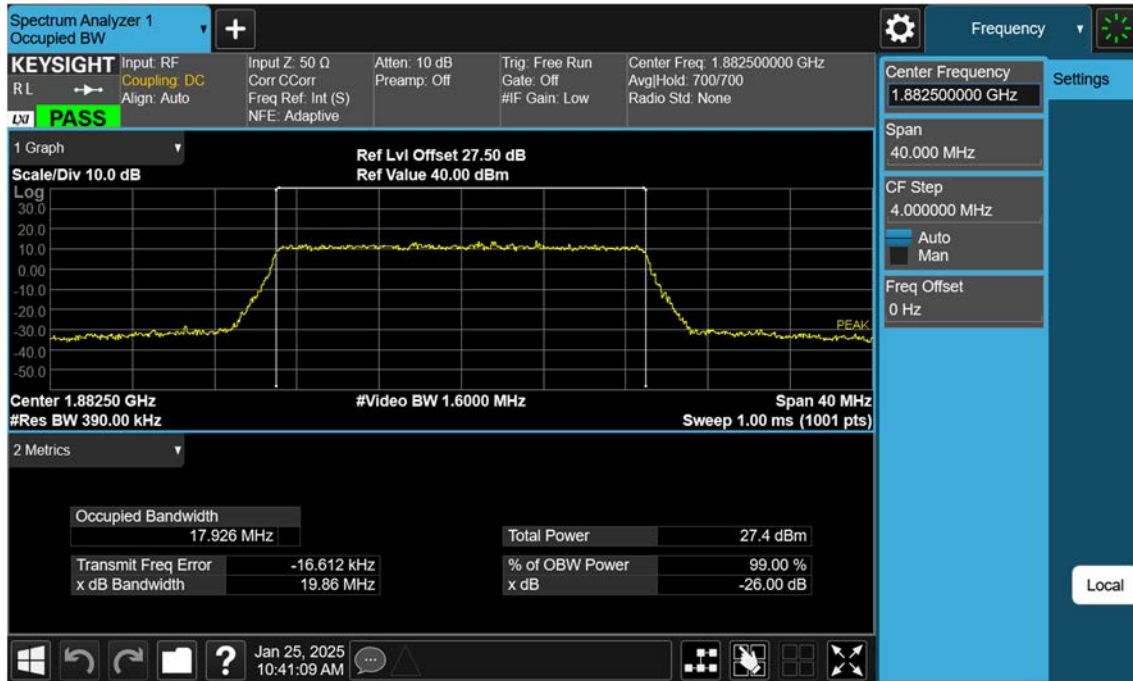 Spectrum Analyzer 1
Occupied BW
+
Frequency
KEYSIGHT
R L
LXI
PASS
Input: RF
Coupling: DC
Align: Auto
Input Z: 50 Ω
Corr CCorr
Freq Ref: Int (S)
NFE: Adaptive
Atten: 10 dB
Preamp: Off
Trig: Free Run
Gate: Off
#IF Gain: Low
Center Freq: 1.882500000 GHz
Avg|Hold: 700/700
Radio Std: None
1 Graph
Scale/Div 10.0 dB
Ref Lvl Offset 27.50 dB
Ref Value 40.00 dBm
Log
30.0
20.0
10.0
0.00
-10.0
-20.0
-30.0
-40.0
-50.0
PEAK
Center 1.88250 GHz
#Video BW 1.6000 MHz
Span 40 MHz
#Res BW 390.00 kHz
Sweep 1.00 ms (1001 pts)
2 Metrics
Occupied Bandwidth
17.926 MHz
Total Power 27.4 dBm
Transmit Freq Error -16.612 kHz
% of OBW Power 99.00 %
x dB Bandwidth 19.86 MHz
x dB -26.00 dB
Center Frequency
1.882500000 GHz
Settings
Span
40.000 MHz
CF Step
4.000000 MHz
Auto
Man
Freq Offset
0 Hz
Local
?
Jan 25, 2025
10:41:09 AM